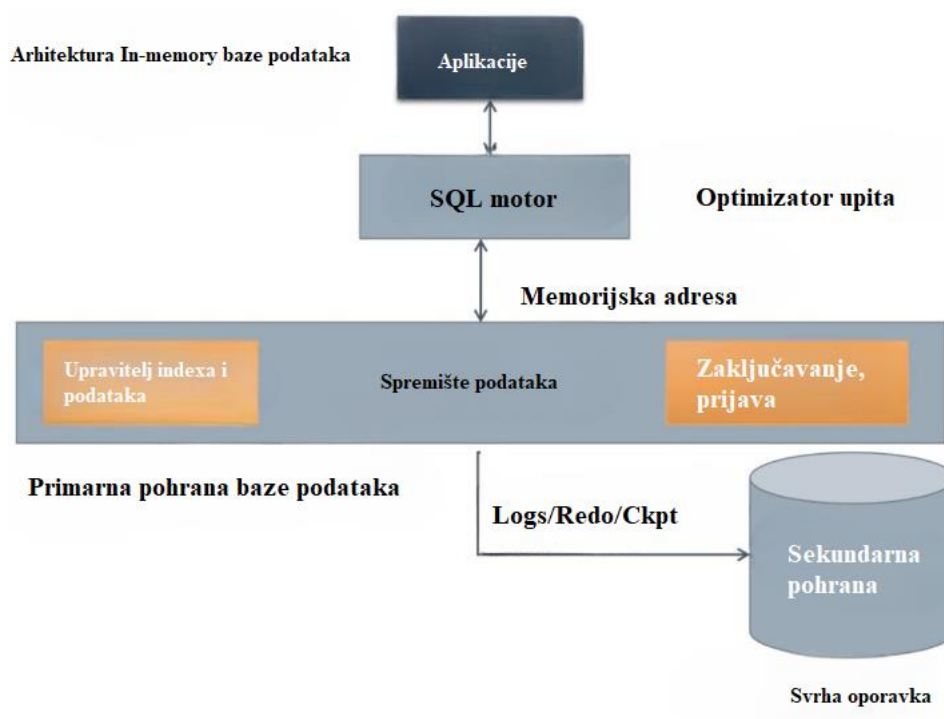 Arhitektura In-memory baze podataka
Aplikacije
SQL motor
Optimizator upita
Memorijska adresa
Upravitelj indexa i
podataka
Spremište podataka
Zaključavanje,
prijava
Primarna pohrana baze podataka
Logs/Redo/Ckpt
Sekundarna
pohrana
Svrha oporavka